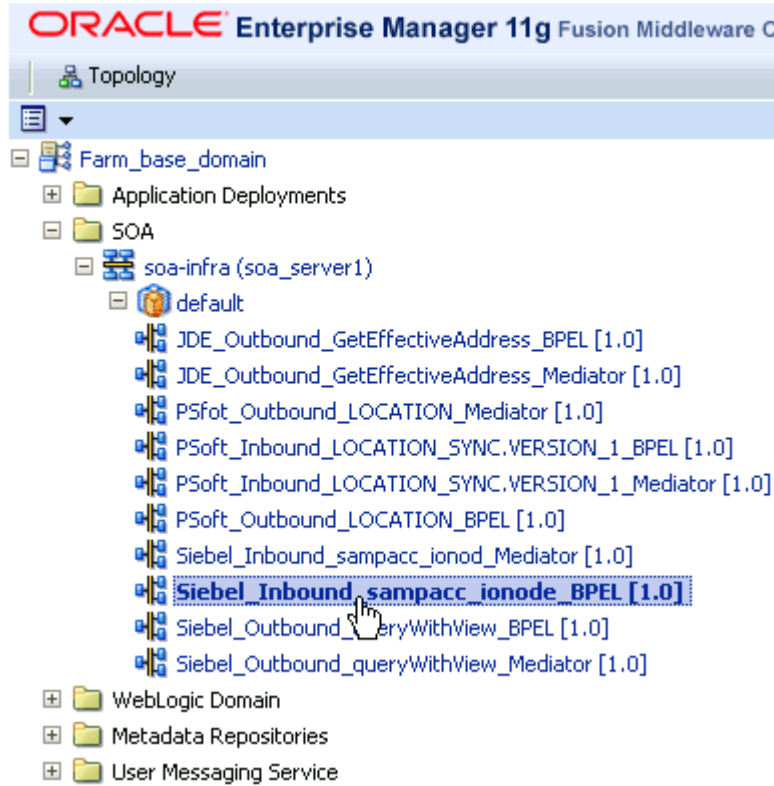 ORACLE Enterprise Manager 11g Fusion Middleware C
Topology
Farm_base_domain
Application Deployments
SOA
soa-infra (soa_server1)
default
JDE_Outbound_GetEffectiveAddress_BPEL [1.0]
JDE_Outbound_GetEffectiveAddress_Mediator [1.0]
PSfot_Outbound_LOCATION_Mediator [1.0]
PSoft_Inbound_LOCATION_SYNC.VERSION_1_BPEL [1.0]
PSoft_Inbound_LOCATION_SYNC.VERSION_1_Mediator [1.0]
PSoft_Outbound_LOCATION_BPEL [1.0]
Siebel_Inbound_sampacc_ionod_Mediator [1.0]
Siebel_Inbound_sampacc_ionode_BPEL [1.0]
Siebel_Outbound_queryWithView_BPEL [1.0]
Siebel_Outbound_queryWithView_Mediator [1.0]
WebLogic Domain
Metadata Repositories
User Messaging Service